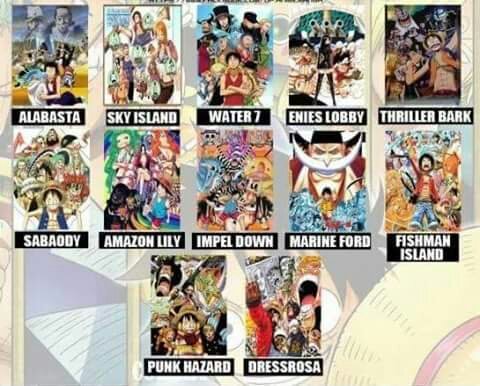 ALABASTA
SKY ISLAND
WATER 7
ENIES LOBBY
THRILLER BARK
SABAODY
AMAZON LILY
IMPEL DOWN
MARINE FORD
FISHMAN
ISLAND
PUNK HAZARD
DRESSROSA